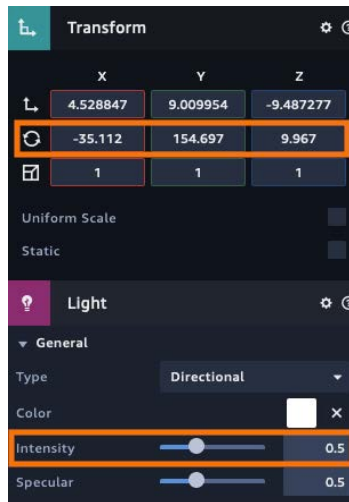 Transform
X Y Z
4.528847 9.009954 -9.487277
-35.112 154.697 9.967
1 1 1
Uniform Scale
Static
Light
General
Type Directional
Color
Intensity 0.5
Specular 0.5